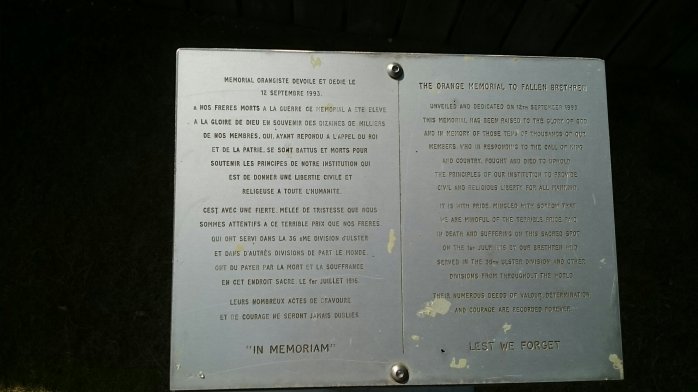 MEMORIAL ORANGISTE DEVOILE ET DEDIE LE
12 SEPTEMBRE 1993.
A NOS FRERES MORTS A LA GUERRE CE MEMORIAL A ETE ELEVE
A LA GLOIRE DE DIEU EN SOUVENIR DES DIZAINES DE MILLIERS
DE NOS MEMBRES, QUI, AYANT REPONDU A L'APPEL DU ROI
ET DE LA PATRIE, SE SONT BATTUS ET MORTS POUR
SOUTENIR LES PRINCIPES DE NOTRE INSTITUTION QUI
EST DE DONNER UNE LIBERTIE CIVILE ET
RELIGEUSE A TOUTE L'HUMANITE.
C'EST AVEC UNE FIERTE, MELEE DE TRISTESSE QUE NOUS
SOMMES ATTENTIFS A CE TERRIBLE PRIX QUE NOS FRERES
QUI ONT SERVI DANS LA 36 EME DIVISION D'ULSTER
ET DANS D'AUTRES DIVISIONS DE PART LE MONDE,
ONT DU PAYER PAR LA MORT ET LA SOUFFRANCE
EN CET ENDROIT SACRE, LE 1er JUILLET 1916.
LEURS NOMBREUX ACTES DE BRAVOURE
ET DE COURAGE NE SERONT JAMAIS OUBLIES
"IN MEMORIAM"
THE ORANGE MEMORIAL TO FALLEN BRETHREN
UNVEILED AND DEDICATED ON 12TH SEPTEMBER 1993
THIS MEMORIAL HAS BEEN RAISED TO THE GLORY OF GOD
AND IN MEMORY OF THOSE TENS OF THOUSANDS OF OUR
MEMBERS, WHO IN RESPONDING TO THE CALL OF KING
AND COUNTRY, FOUGHT AND DIED TO UPHOLD
THE PRINCIPLES OF OUR INSTITUTION TO PROVIDE
CIVIL AND RELIGIOUS LIBERTY FOR ALL MANKIND.
IT IS WITH PRIDE, MINGLED WITH SORROW THAT
WE ARE MINDFUL OF THE TERRIBLE PRICE PAID
IN DEATH AND SUFFERING ON THIS SACRED SPOT
ON THE 1ST JULY 1916 BY OUR BRETHREN WHO
SERVED IN THE 36TH ULSTER DIVISION AND OTHER
DIVISIONS FROM THROUGHOUT THE WORLD
THEIR NUMEROUS DEEDS OF VALOUR, DETERMINATION
AND COURAGE ARE RECORDED FOREVER
LEST WE FORGET